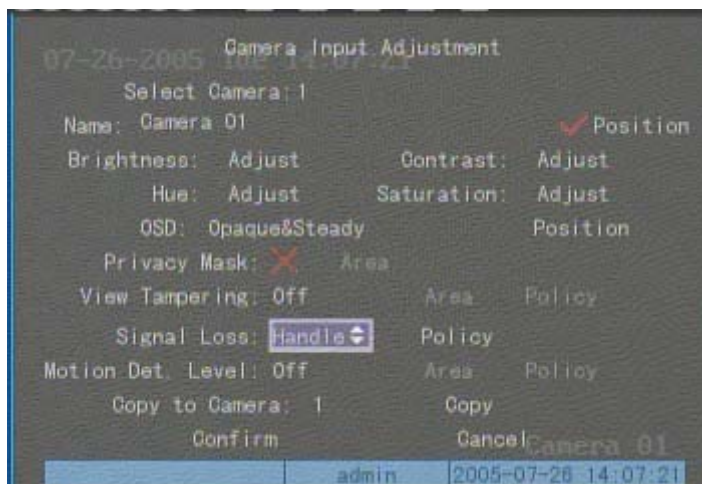 Camera Input Adjustment
07-26-2005 Tue 14:07:21
Select Camera: 1
Name: Camera 01 Position
Brightness: Adjust Contrast: Adjust
Hue: Adjust Saturation: Adjust
OSD: Opaque&Steady Position
Privacy Mask: Area
View Tampering: Off Area Policy
Signal Loss: Handle Policy
Motion Det. Level: Off Area Policy
Copy to Camera: 1 Copy
Confirm Cancel
Camera 01
admin 2005-07-26 14:07:21